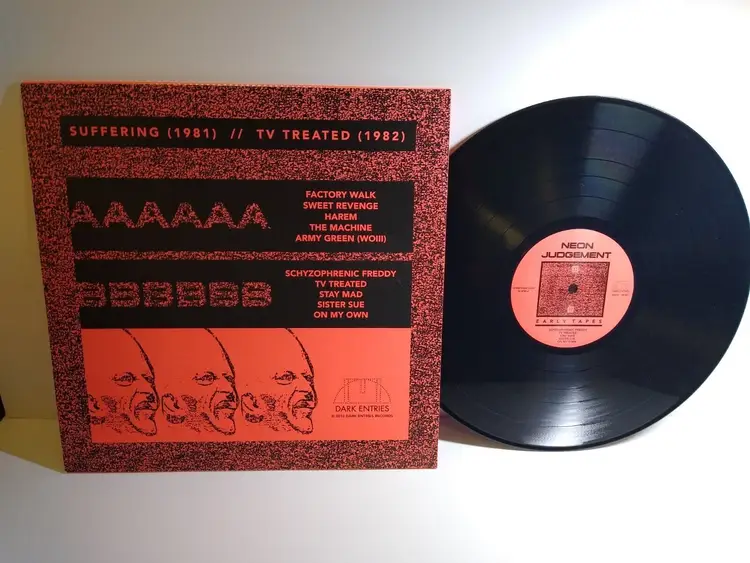 SUFFERING (1981) // TV TREATED (1982)
AAAAAA
FACTORY WALK
SWEET REVENGE
HAREM
THE MACHINE
ARMY GREEN (WOIII)
BBBBBB
SCHYZOPHRENIC FREDDY
TV TREATED
STAY MAD
SISTER SUE
ON MY OWN
DARK ENTRIES
NEON
JUDGEMENT
EARLY TAPES